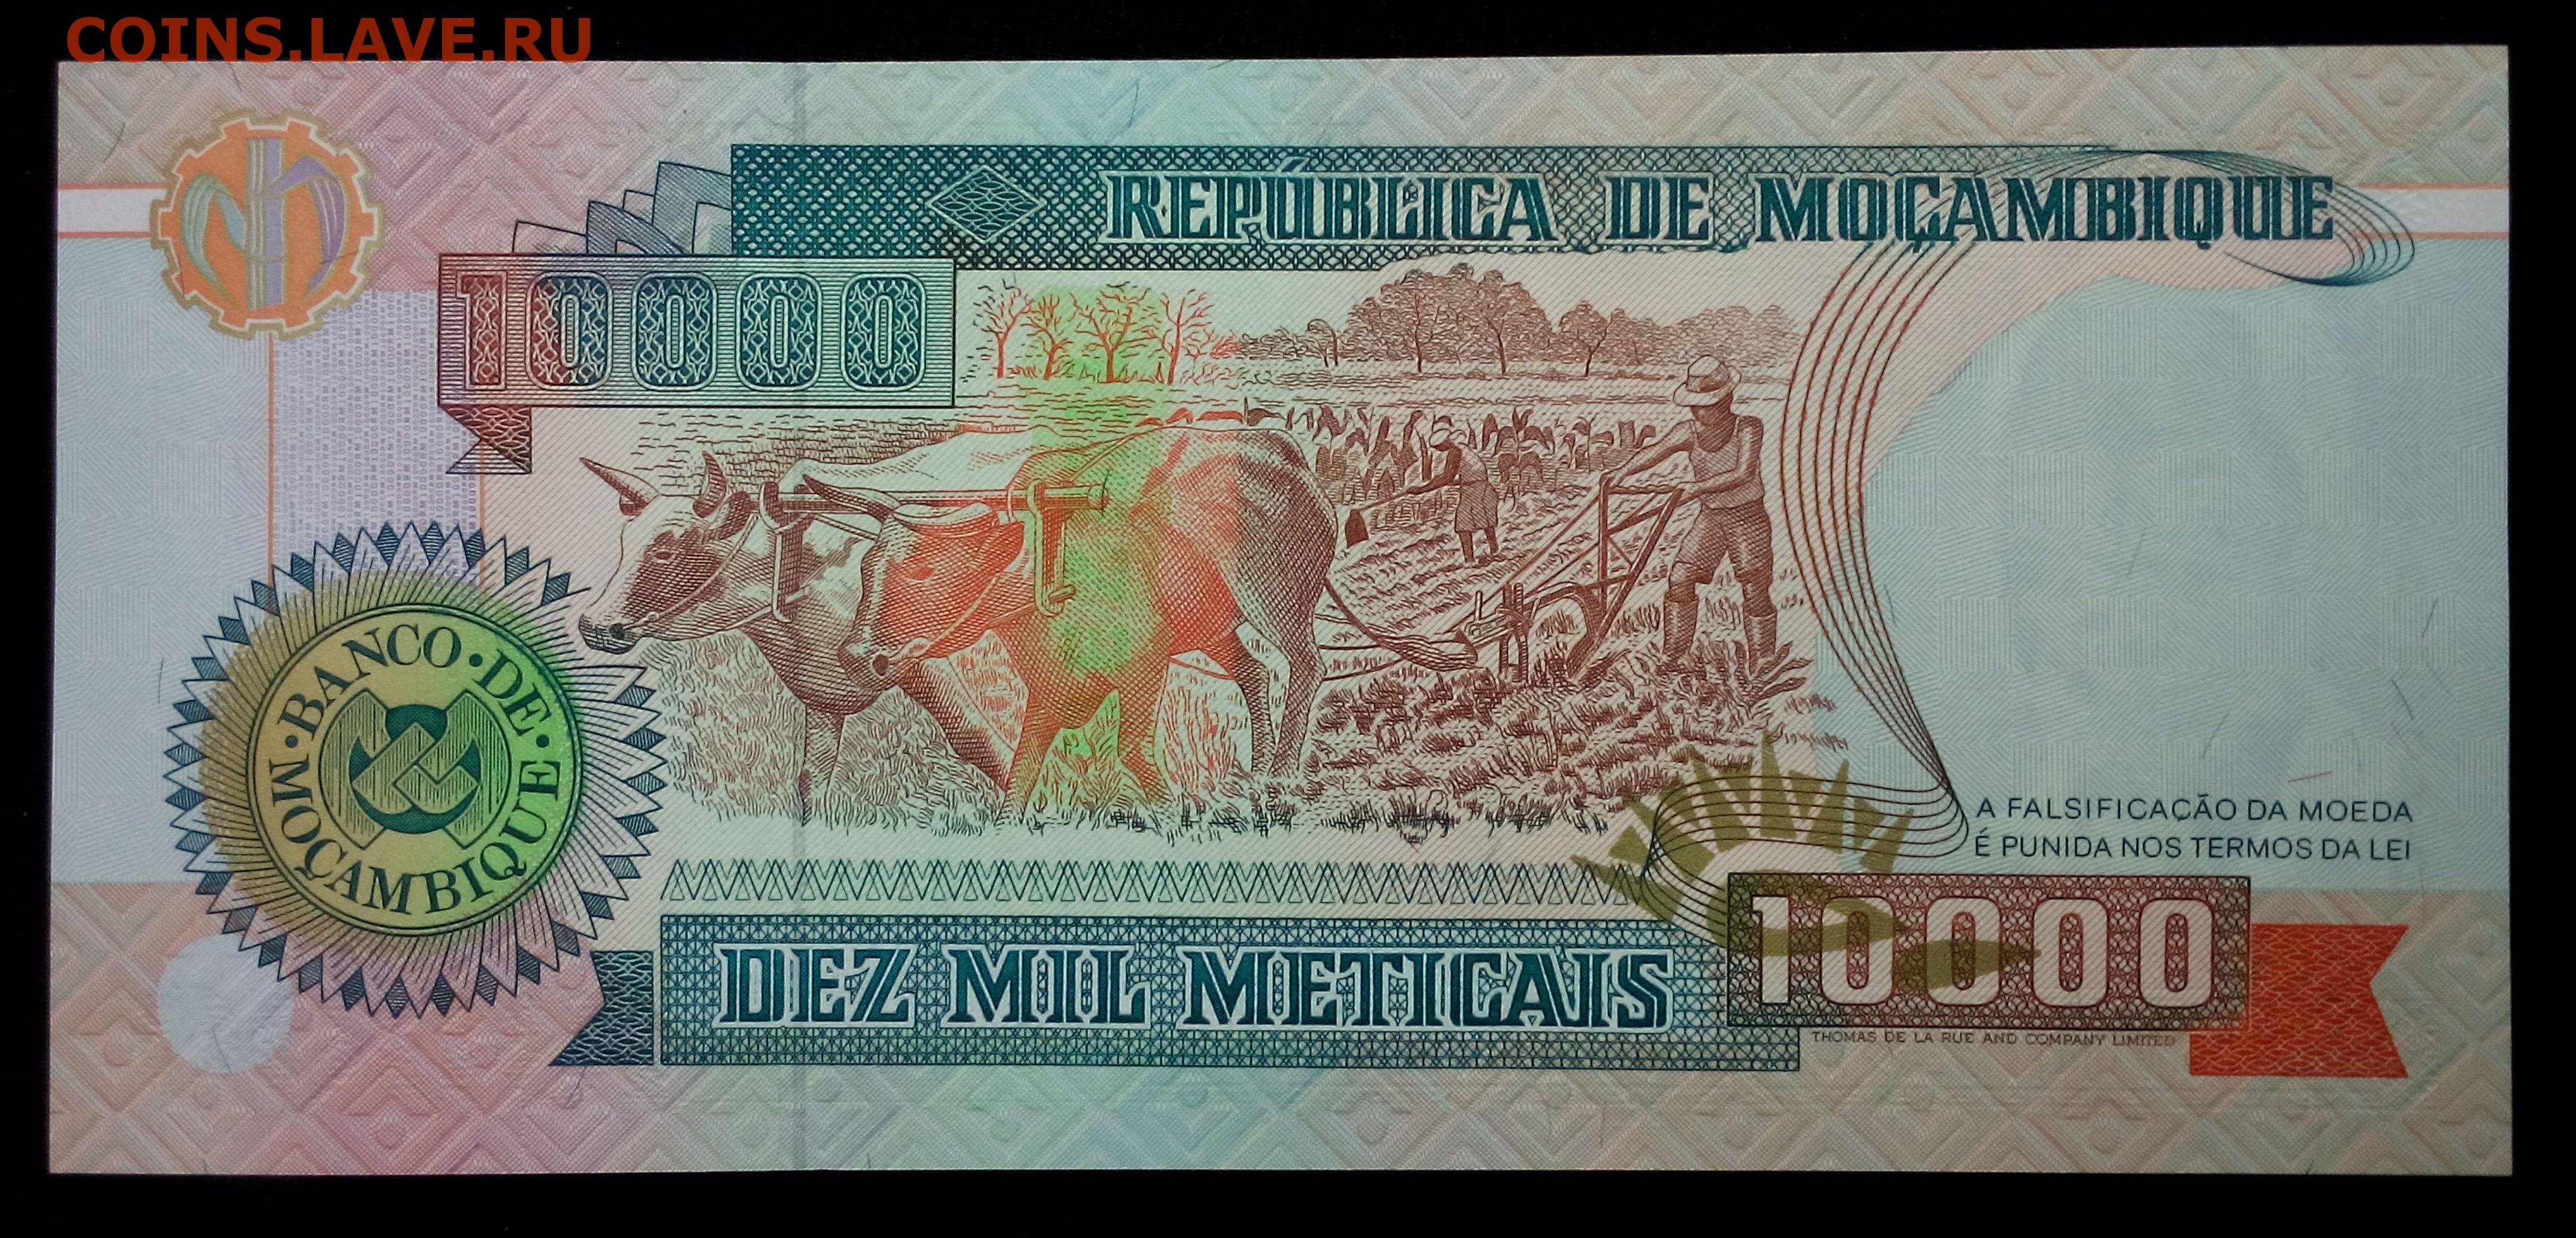 COINS.LAVE.RU
REPÚBLICA DE MOÇAMBIQUE
10000
BANCO • DE • MOÇAMBIQUE •
A FALSIFICAÇÃO DA MOEDA
É PUNIDA NOS TERMOS DA LEI
10000
DEZ MIL METICAIS
THOMAS DE LA RUE AND COMPANY LIMITED